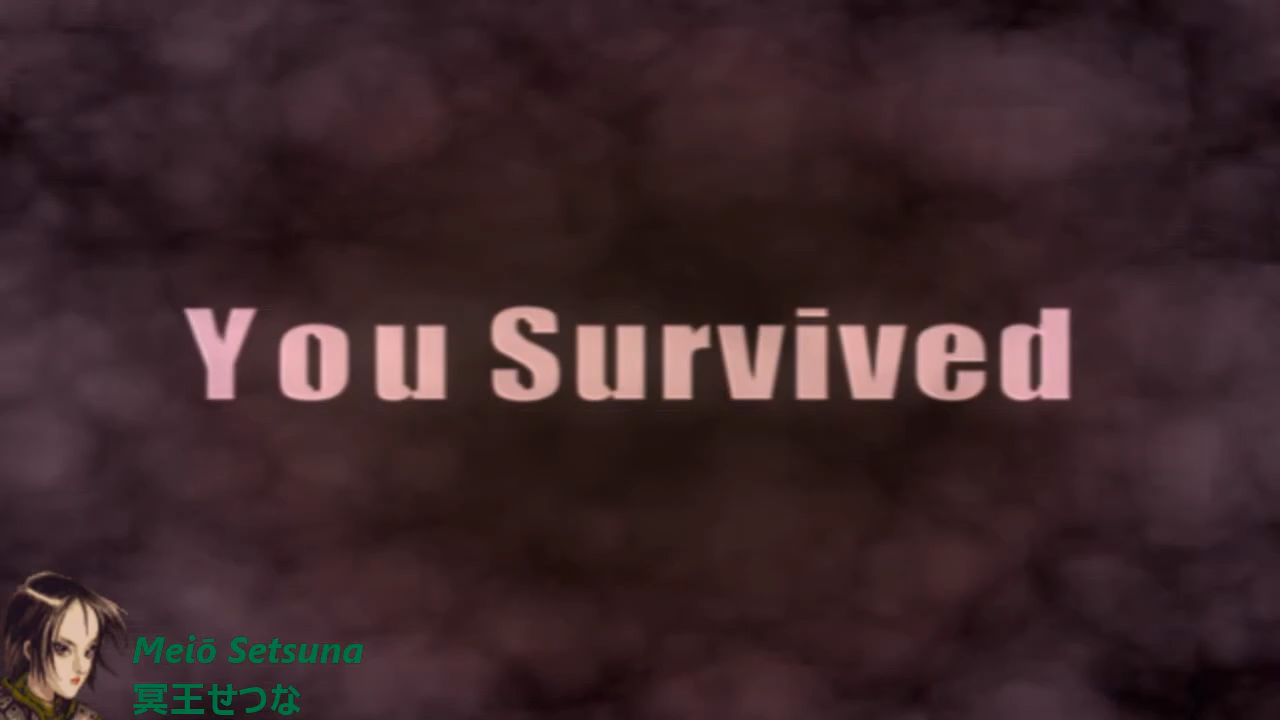 You Survived
Meiō Setsuna
冥王せつな